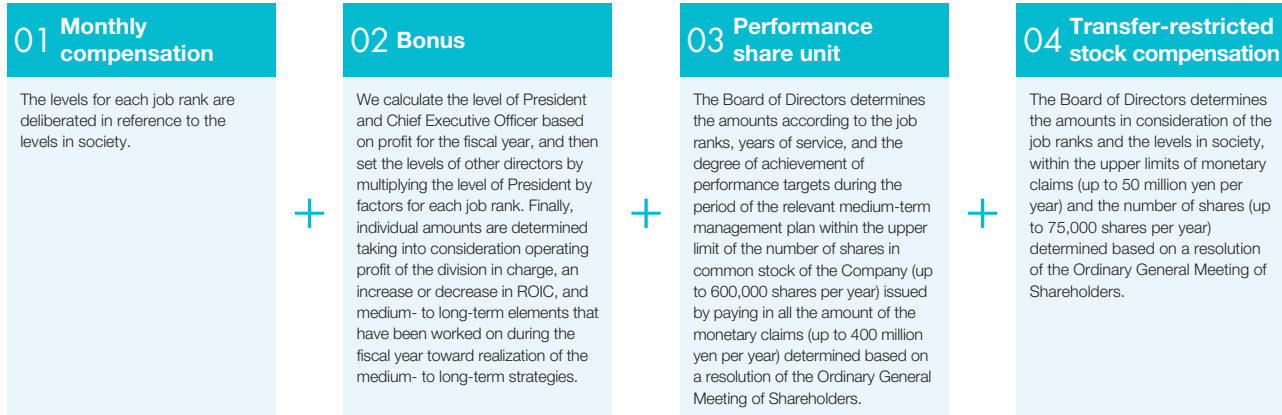 01 Monthly
compensation
The levels for each job rank are
deliberated in reference to the
levels in society.
+
02 Bonus
We calculate the level of President
and Chief Executive Officer based
on profit for the fiscal year, and then
set the levels of other directors by
multiplying the level of President by
factors for each job rank. Finally,
individual amounts are determined
taking into consideration operating
profit of the division in charge, an
increase or decrease in ROIC, and
medium- to long-term elements that
have been worked on during the
fiscal year toward realization of the
medium- to long-term strategies.
+
03 Performance
share unit
The Board of Directors determines
the amounts according to the job
ranks, years of service, and the
degree of achievement of
performance targets during the
period of the relevant medium-term
management plan within the upper
limit of the number of shares in
common stock of the Company (up
to 600,000 shares per year) issued
by paying in all the amount of the
monetary claims (up to 400 million
yen per year) determined based on
a resolution of the Ordinary General
Meeting of Shareholders.
+
04 Transfer-restricted
stock compensation
The Board of Directors determines
the amounts in consideration of the
job ranks and the levels in society,
within the upper limits of monetary
claims (up to 50 million yen per
year) and the number of shares (up
to 75,000 shares per year)
determined based on a resolution
of the Ordinary General Meeting of
Shareholders.